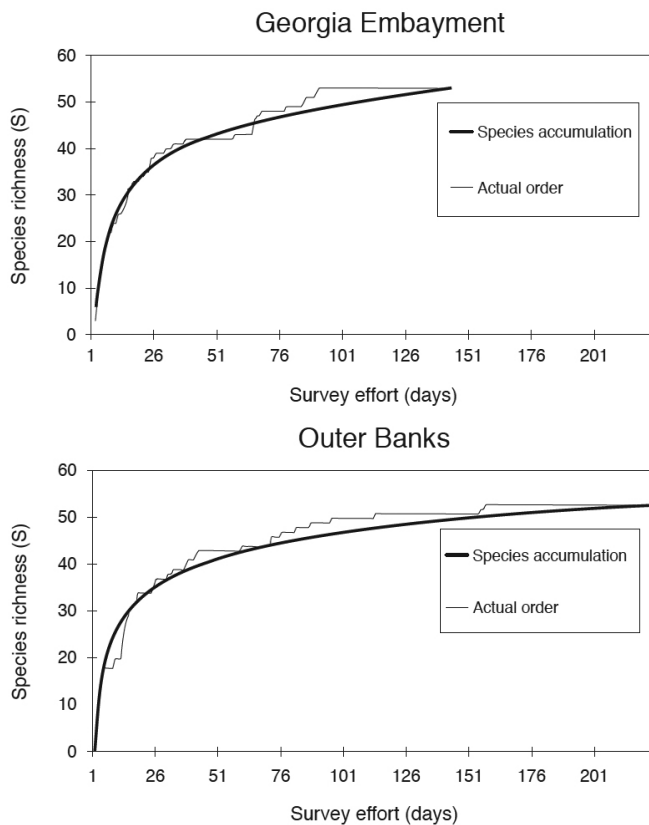 Georgia Embayment
60
50
40
30
20
10
0
Species richness (S)
Species accumulation
Actual order
1 26 51 76 101 126 151 176 201
Survey effort (days)
Outer Banks
60
50
40
30
20
10
0
Species richness (S)
Species accumulation
Actual order
1 26 51 76 101 126 151 176 201
Survey effort (days)